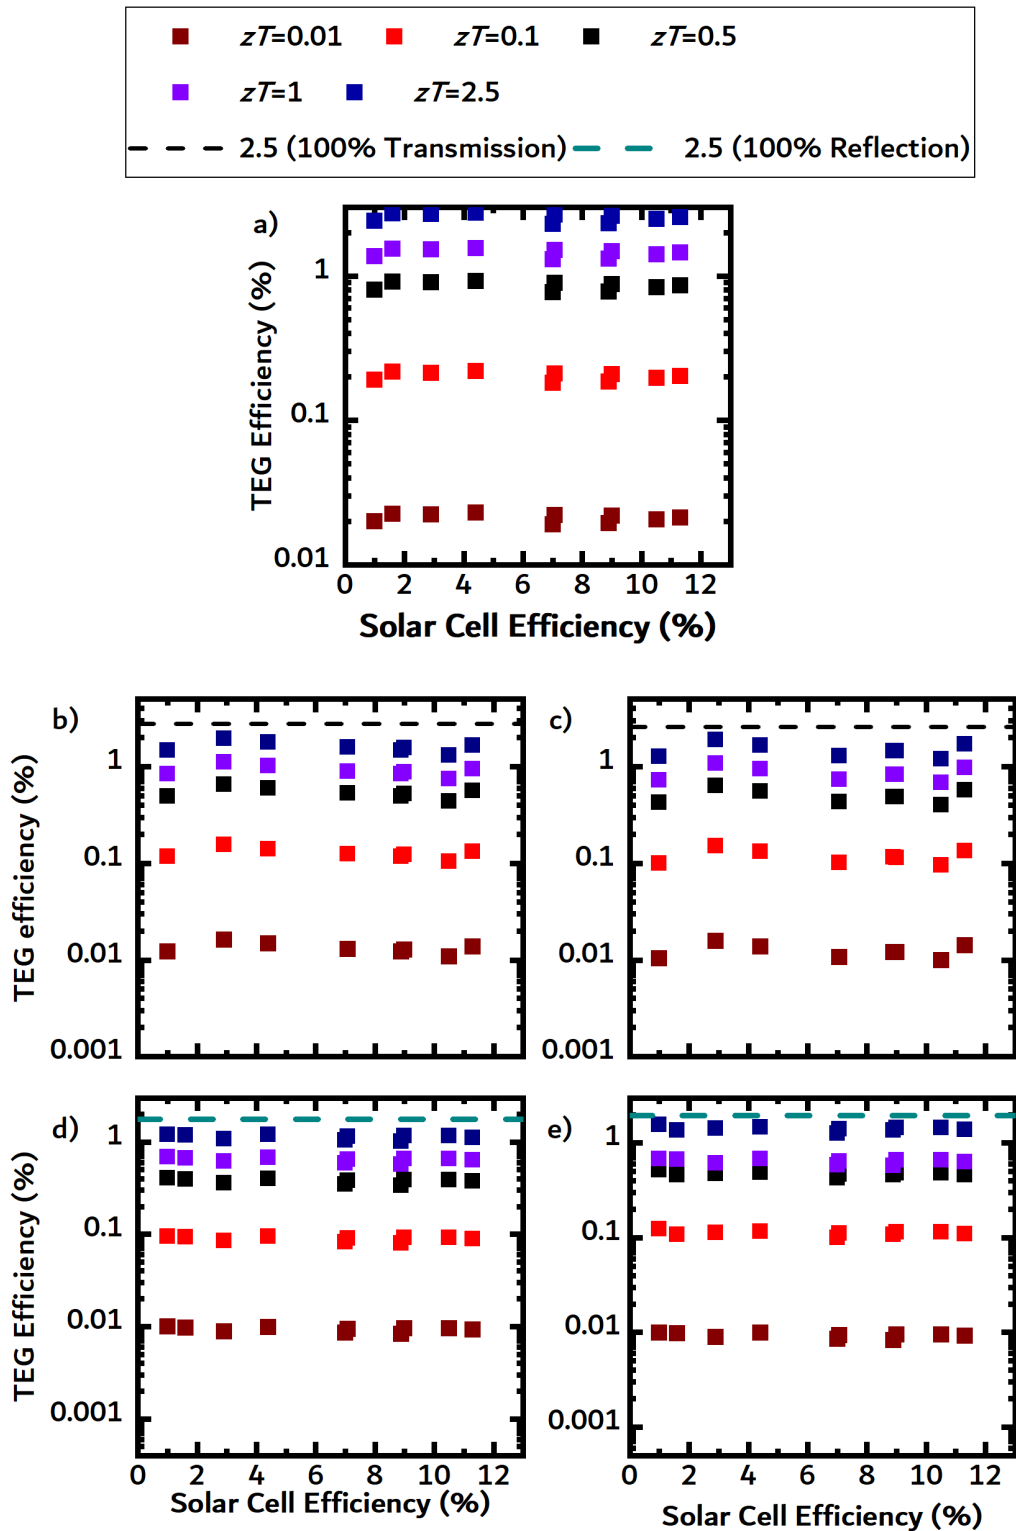 zT=0.01 zT=0.1 zT=0.5
zT=1 zT=2.5
2.5 (100% Transmission) 2.5 (100% Reflection)
a)
TEG Efficiency (%)
1
0.1
0.01
0 2 4 6 8 10 12
Solar Cell Efficiency (%)
b)
TEG efficiency (%)
1
0.1
0.01
0.001
c)
1
0.1
0.01
0.001
d)
TEG Efficiency (%)
1
0.1
0.01
0.001
0 2 4 6 8 10 12
Solar Cell Efficiency (%)
e)
1
0.1
0.01
0.001
0 2 4 6 8 10 12
Solar Cell Efficiency (%)